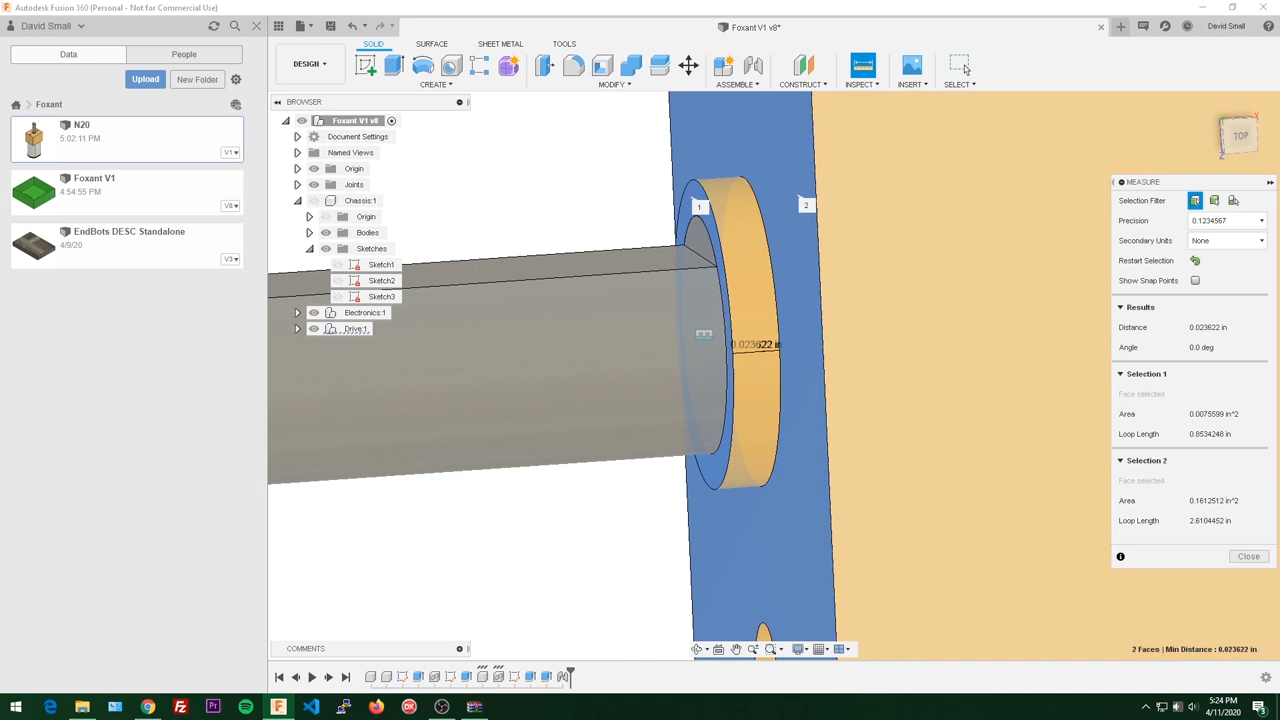 Autodesk Fusion 360 (Personal - Not for Commercial Use)
David Small
Foxant V1 v8*
David Small
Data
People
Upload
New Folder
Foxant
N20
5:02:11 PM
V1
Foxant V1
4:54:55 PM
V8
EndBots DESC Standalone
4/9/20
V3
DESIGN
SOLID
SURFACE
SHEET METAL
TOOLS
CREATE
MODIFY
ASSEMBLE
CONSTRUCT
INSPECT
INSERT
SELECT
BROWSER
Foxant V1 v8
Document Settings
Named Views
Origin
Joints
Chassis:1
Origin
Bodies
Sketches
Sketch1
Sketch2
Sketch3
Electronics:1
Drive:1
1
2
0.023622 in
TOP
X
Z
MEASURE
Selection Filter
Precision
0.1234567
Secondary Units
None
Restart Selection
Show Snap Points
Results
Distance
0.023622 in
Angle
0.0 deg
Selection 1
Face selected
Area
0.0075599 in^2
Loop Length
0.8534248 in
Selection 2
Face selected
Area
0.1612512 in^2
Loop Length
2.6104452 in
Close
COMMENTS
2 Faces | Min Distance : 0.023622 in
5:24 PM
4/11/2020